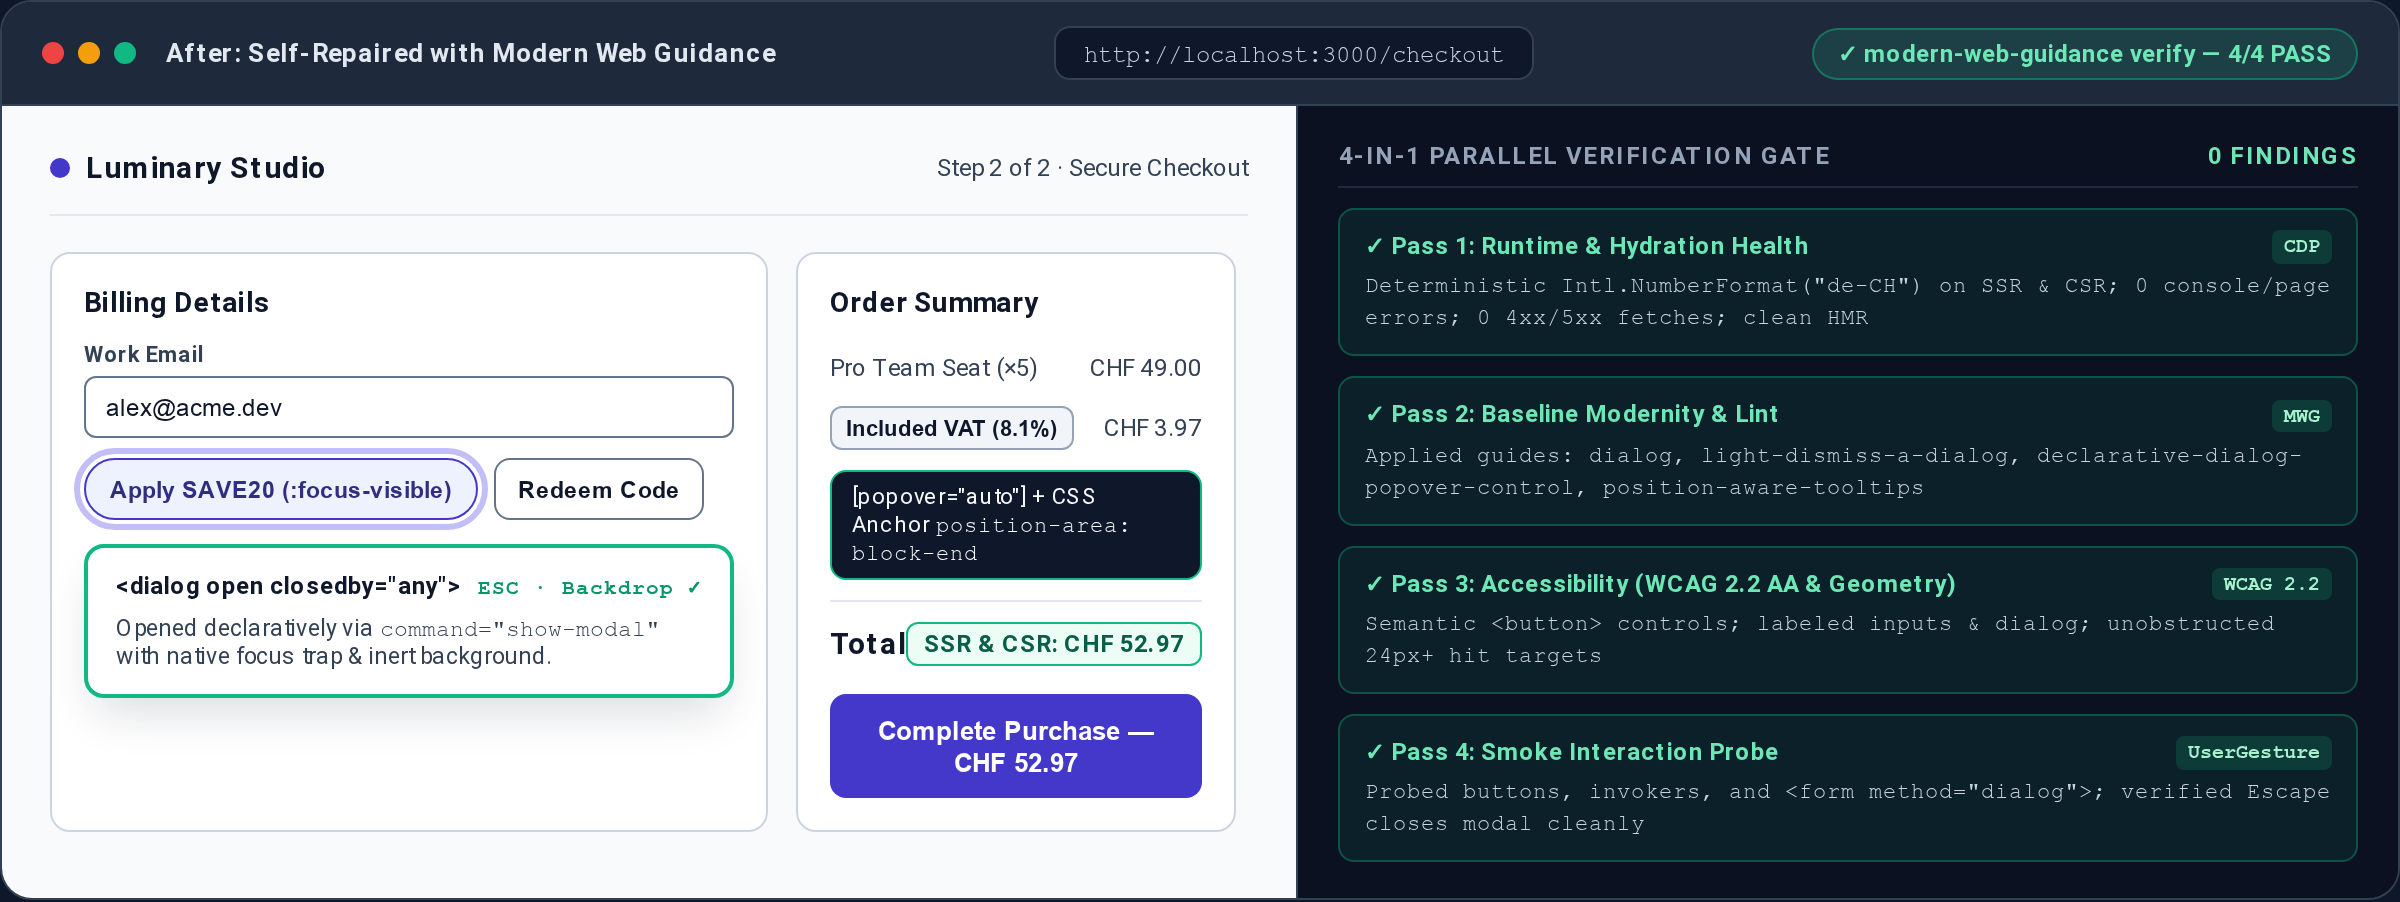 After: Self-Repaired with Modern Web Guidance
http://localhost:3000/checkout
✓ modern-web-guidance verify — 4/4 PASS
Luminary Studio
Step 2 of 2 · Secure Checkout
Billing Details
Work Email
alex@acme.dev
Apply SAVE20 (:focus-visible)
Redeem Code
<dialog open closedby="any">
ESC · Backdrop ✓
Opened declaratively via command="show-modal"
with native focus trap & inert background.
Order Summary
Pro Team Seat (×5)
CHF 49.00
Included VAT (8.1%)
CHF 3.97
[popover="auto"] + CSS
Anchor position-area:
block-end
Total
SSR & CSR: CHF 52.97
Complete Purchase —
CHF 52.97
4-IN-1 PARALLEL VERIFICATION GATE
0 FINDINGS
✓ Pass 1: Runtime & Hydration Health
CDP
Deterministic Intl.NumberFormat("de-CH") on SSR & CSR; 0 console/page
errors; 0 4xx/5xx fetches; clean HMR
✓ Pass 2: Baseline Modernity & Lint
MWG
Applied guides: dialog, light-dismiss-a-dialog, declarative-dialog-
popover-control, position-aware-tooltips
✓ Pass 3: Accessibility (WCAG 2.2 AA & Geometry)
WCAG 2.2
Semantic <button> controls; labeled inputs & dialog; unobstructed
24px+ hit targets
✓ Pass 4: Smoke Interaction Probe
UserGesture
Probed buttons, invokers, and <form method="dialog">; verified Escape
closes modal cleanly